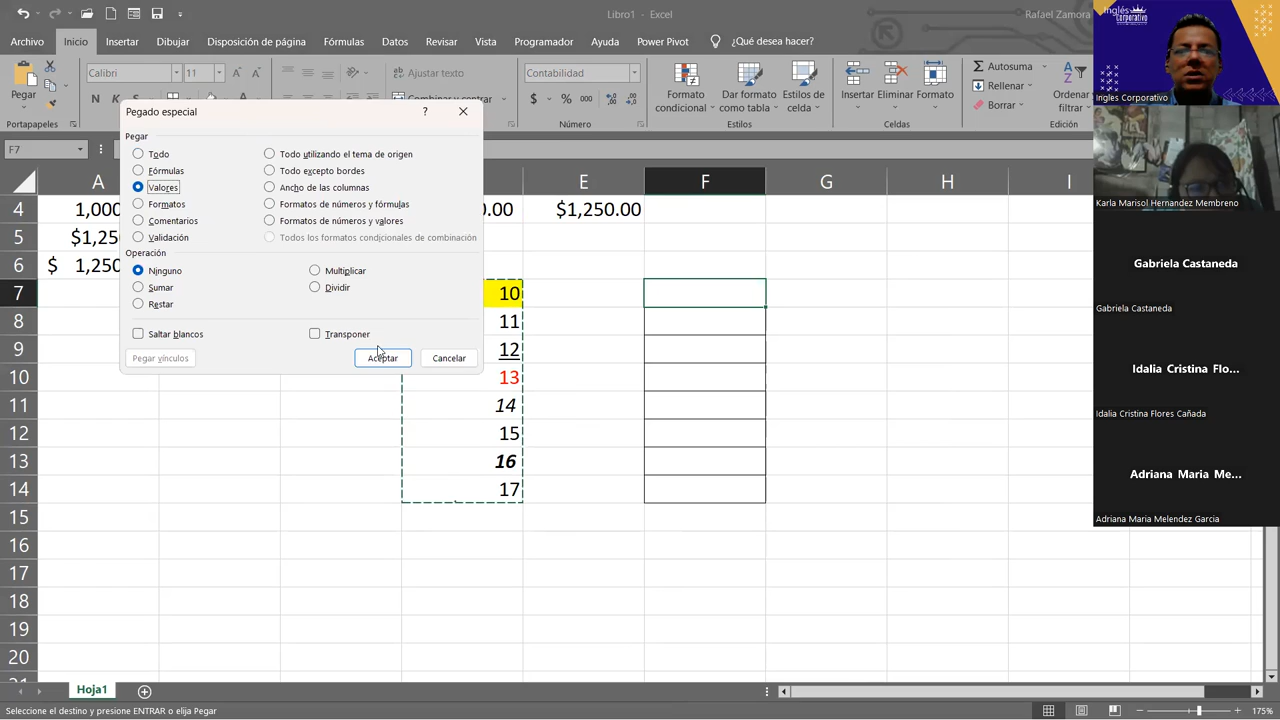 Libro1 - Excel
Rafael Zamora
Archivo Inicio Insertar Dibujar Disposición de página Fórmulas Datos Revisar Vista Programador Ayuda Power Pivot ¿Qué desea hacer?
Pegar
Calibri 11
Ajustar texto
Combinar y centrar
Contabilidad
$ % 000
Formato condicional
Dar formato como tabla
Estilos de celda
Insertar Eliminar Formato
Autosuma
Rellenar
Borrar
Ordenar
filtrar
Portapapeles
Número
Estilos
Celdas
Edición
F7
Pegado especial
?
Pegar
Todo
Fórmulas
Valores
Formatos
Comentarios
Validación
Todo utilizando el tema de origen
Todo excepto bordes
Ancho de las columnas
Formatos de números y fórmulas
Formatos de números y valores
Todos los formatos condicionales de combinación
Operación
Ninguno
Sumar
Restar
Multiplicar
Dividir
Saltar blancos
Transponer
Pegar vínculos
Aceptar
Cancelar
A E F G H I
4 $1,250.00
5
6
7 10
8 11
9 12
10 13
11 14
12 15
13 16
14 17
15
16
17
18
19
20
Hoja1
Seleccione el destino y presione ENTRAR o elija Pegar
175%
Inglés
Corporativo
Ingles Corporativo
Karla Marisol Hernandez Membreno
Gabriela Castaneda
Gabriela Castaneda
Idalia Cristina Flo...
Idalia Cristina Flores Cañada
Adriana Maria Me...
Adriana Maria Melendez Garcia